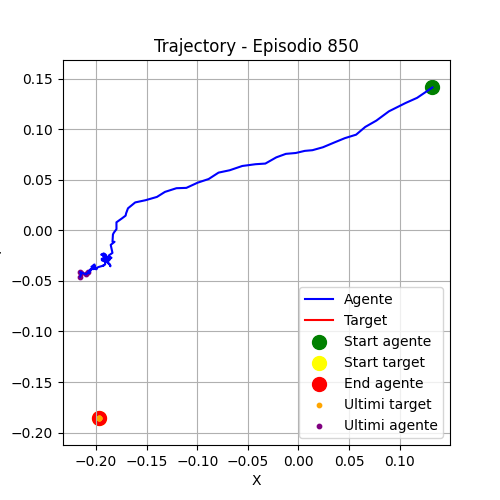 Trajectory - Episodio 850
0.15
0.10
0.05
0.00
−0.05
−0.10
−0.15
−0.20
−0.20 −0.15 −0.10 −0.05 0.00 0.05 0.10
X
Agente
Target
Start agente
Start target
End agente
Ultimi target
Ultimi agente